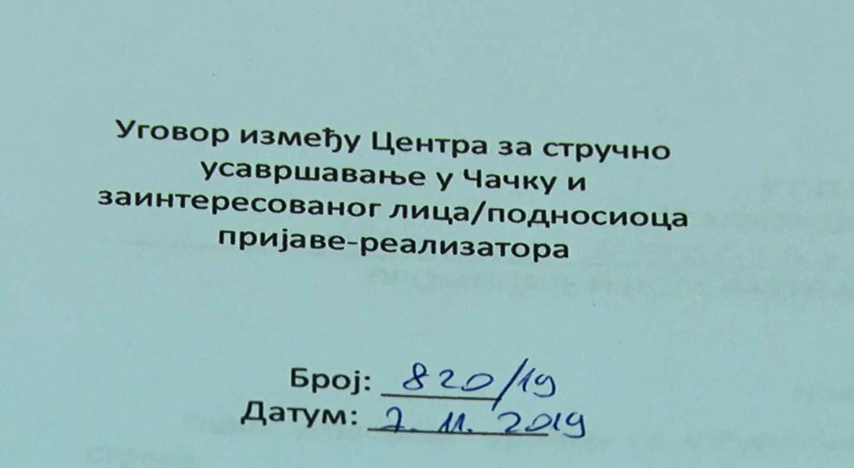 Уговор између Центра за стручно
усавршавање у Чачку и
заинтересованог лица/подносиоца
пријаве-реализатора
Број: 820/19
Датум: 7. 11. 2019